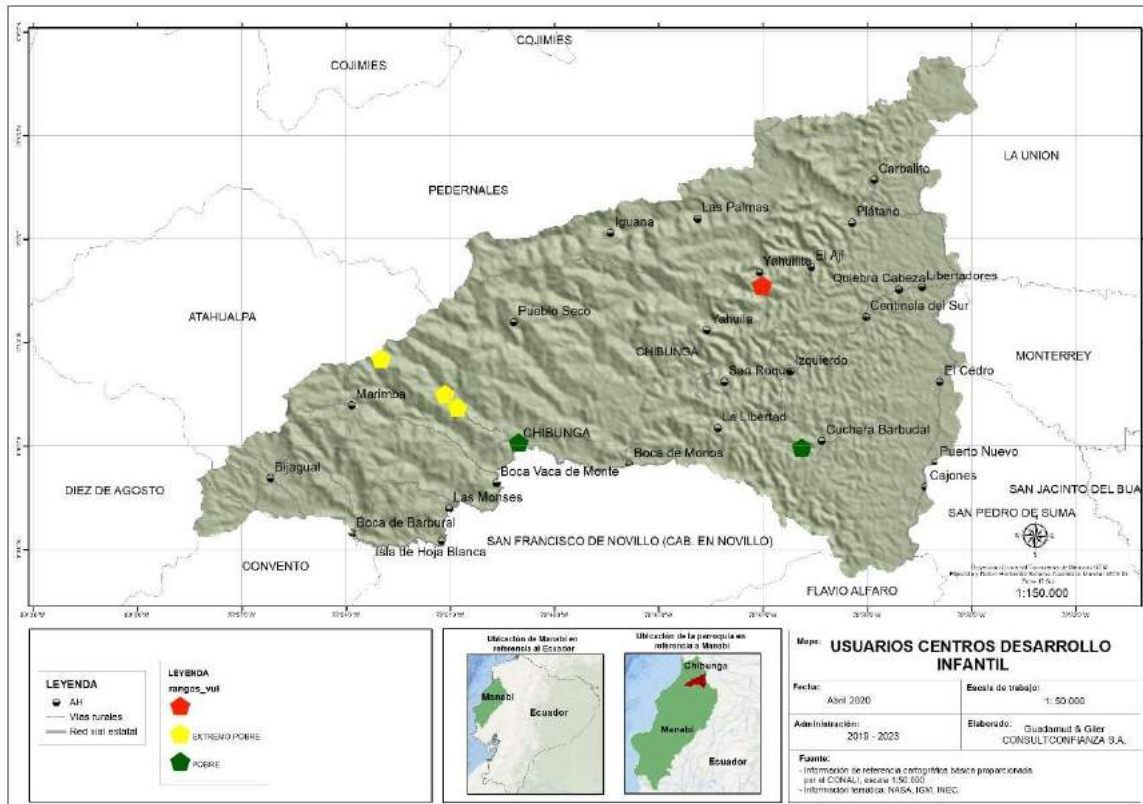 COJIMIES
COJIMIES
LA UNION
PEDERNALES
Carbalito
Plátano
Las Palmas
Iguana
Yahuilita
El Ají
Quiebra Cabeza
Libertadores
Centinela del Sur
ATAHUALPA
Pueblo Seco
Yahuila
CHIBUNGA
MONTERREY
Izquierdo
San Roque
El Cedro
Marimba
La Libertad
CHIBUNGA
Cuchara Barbudal
Boca de Monos
Puerto Nuevo
Boca Vaca de Monte
Bijagual
Cajones
DIEZ DE AGOSTO
SAN JACINTO DEL BUA
Las Monses
SAN PEDRO DE SUMA
Boca de Barbural
Isla de Hoja Blanca
SAN FRANCISCO DE NOVILLO (CAB. EN NOVILLO)
CONVENTO
FLAVIO ALFARO
1:150.000
LEYENDA
AH
Vías rurales
Red vial estatal
LEYENDA
rangos_vul
EXTREMO POBRE
POBRE
Ubicación de Manabí en
referencia al Ecuador
Manabí
Ecuador
Ubicación de la parroquia en
referencia a Manabí
Chibunga
Manabí
Ecuador
Mapa: USUARIOS CENTROS DESARROLLO
INFANTIL
Fecha:
Abril 2020
Escala de trabajo:
1: 50.000
Administración:
2019 - 2023
Elaborado: Guadamud & Giler
CONSULTCONFIANZA S.A.
Fuente:
- Información de referencia cartográfica básica proporcionada
por el CONALI, escala 1:50 000
- Información temática: NASA, IGM, INEC.